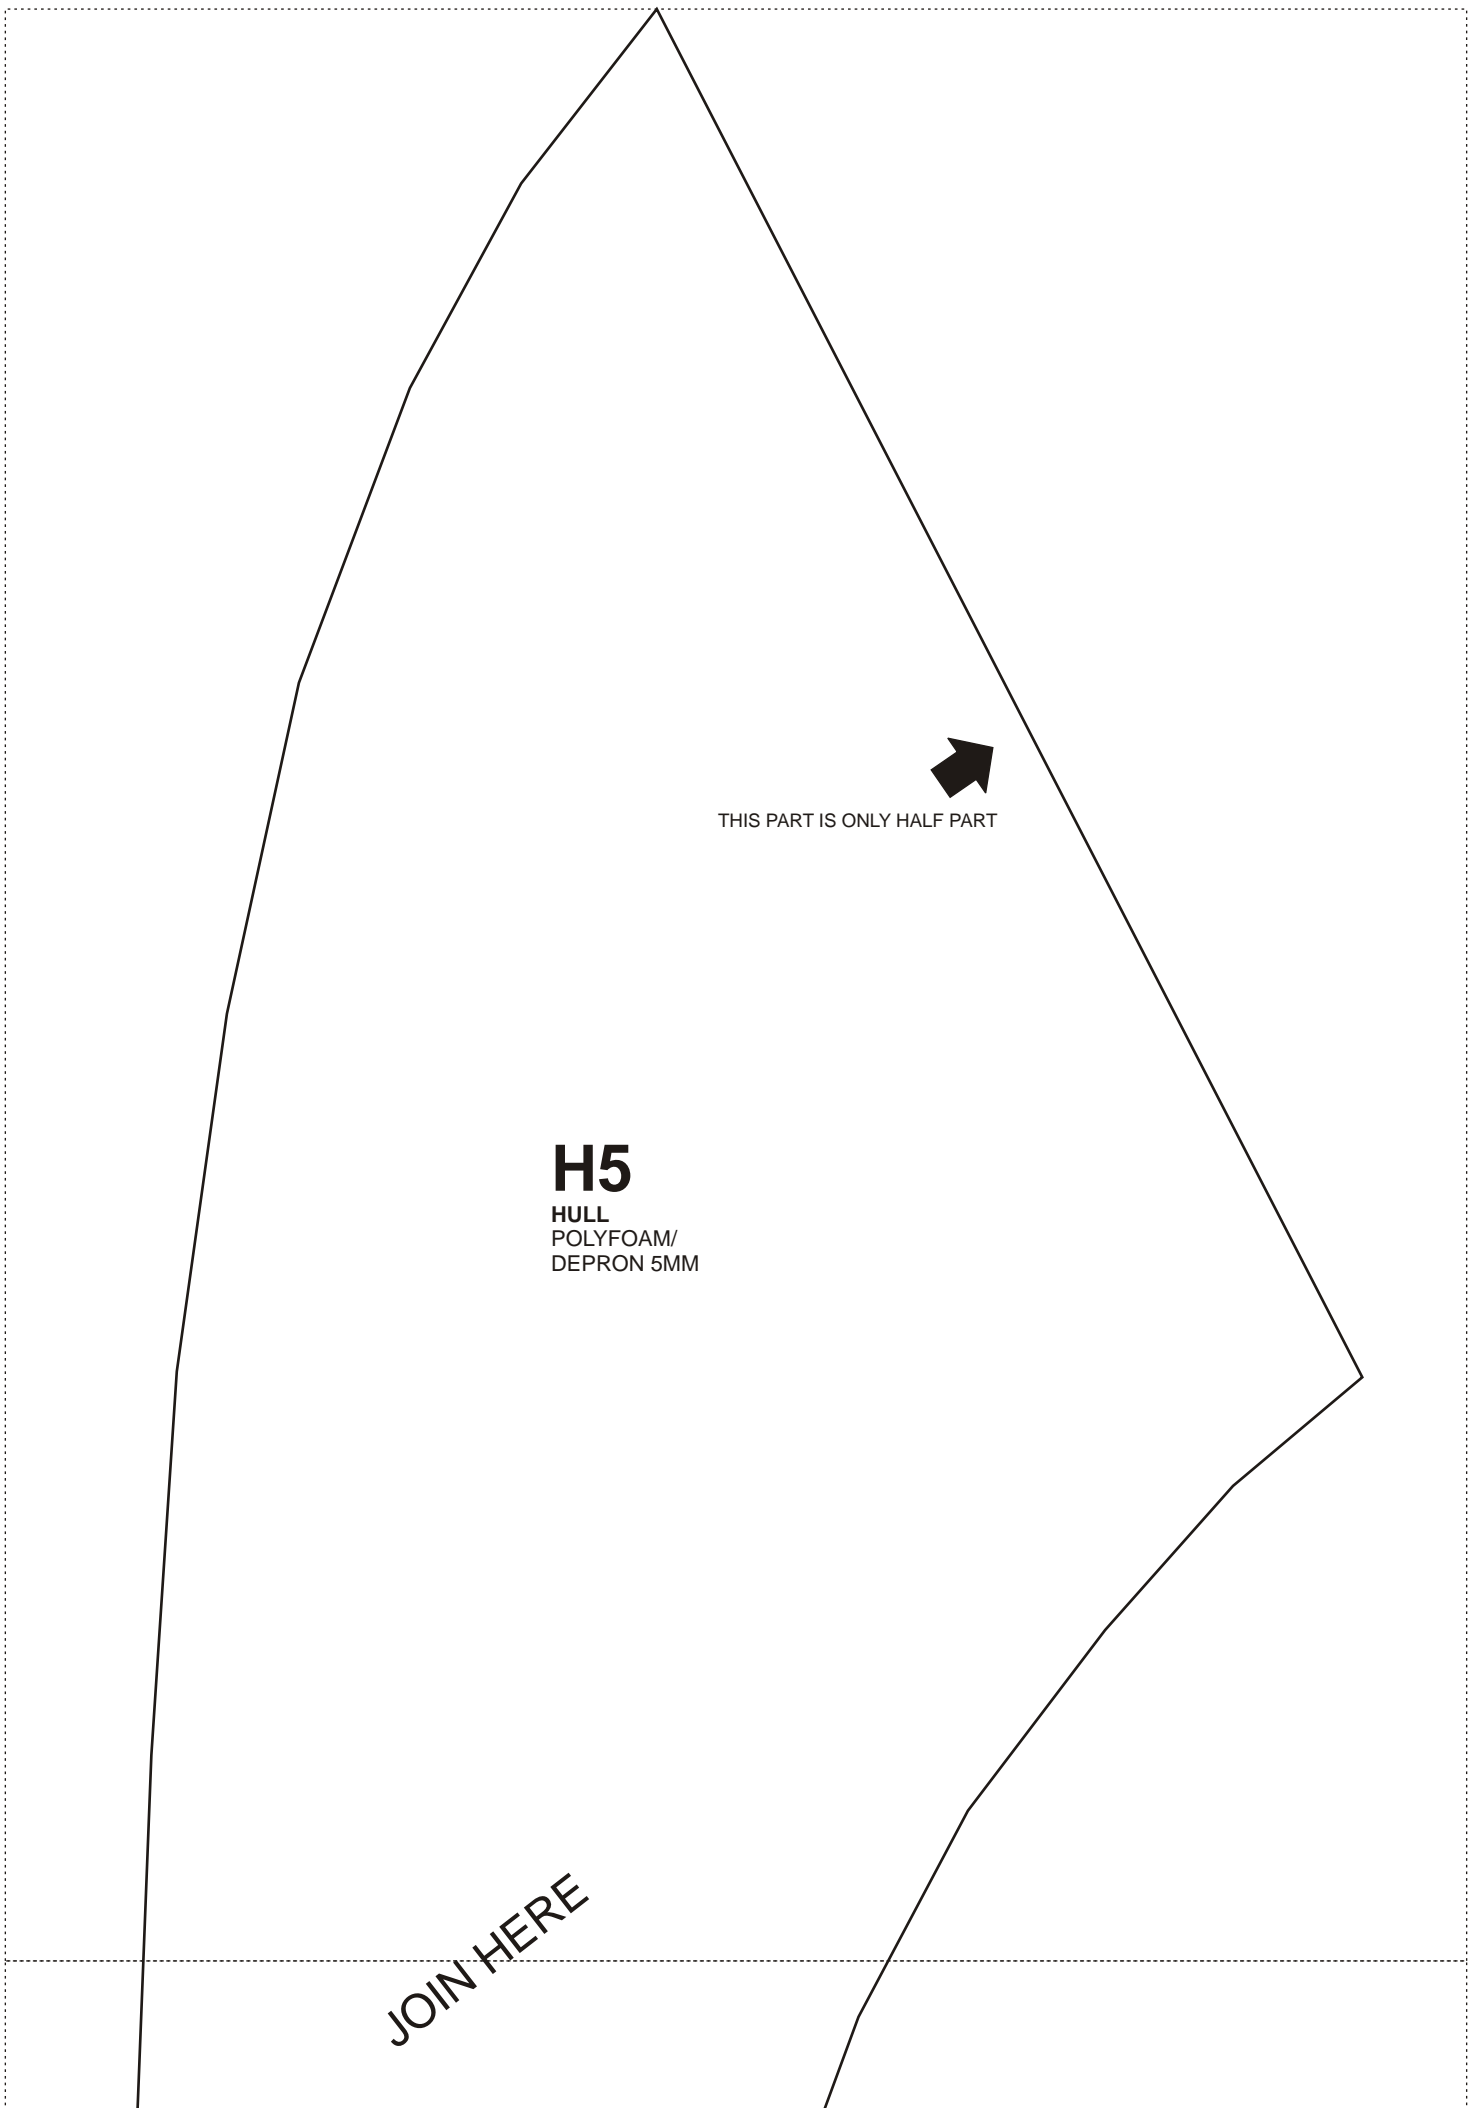 THIS PART IS ONLY HALF PART
H5
HULL
POLYFOAM/
DEPRON 5MM
JOIN HERE